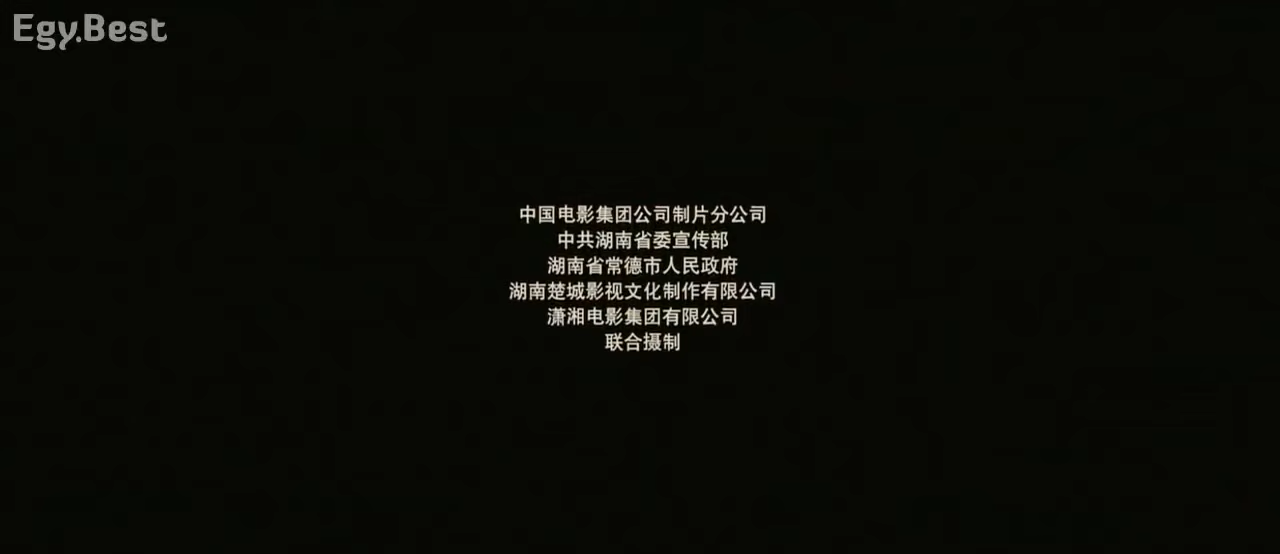 Egy.Best
中国电影集团公司制片分公司
中共湖南省委宣传部
湖南省常德市人民政府
湖南楚城影视文化制作有限公司
潇湘电影集团有限公司
联合摄制